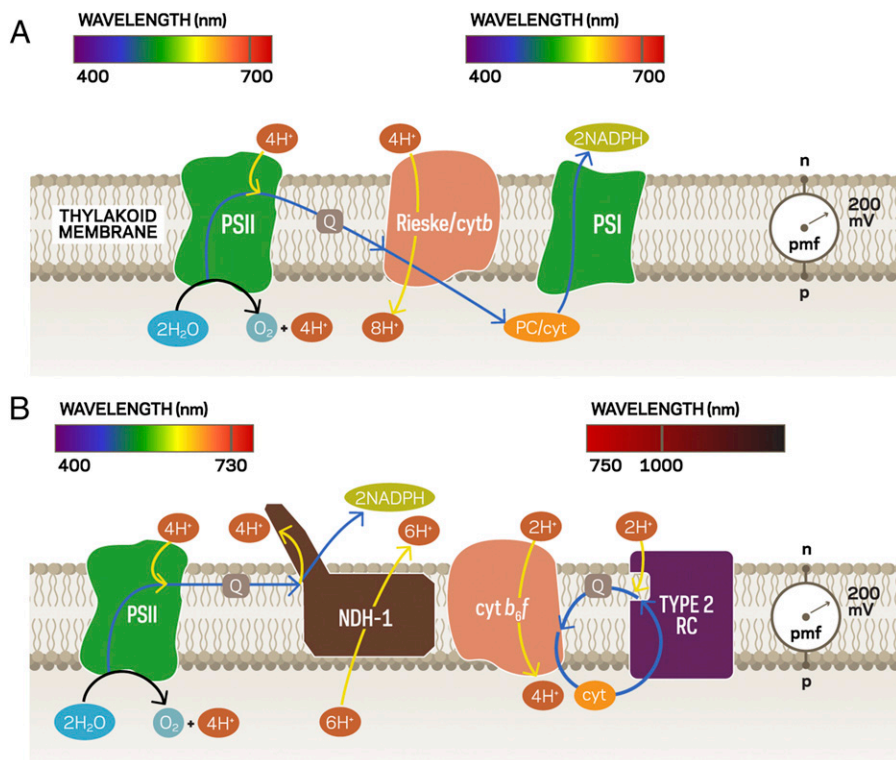 A
WAVELENGTH (nm)
400
700
WAVELENGTH (nm)
400
700
4H⁺
4H⁺
2NADPH
n
THYLAKOID
MEMBRANE
PSII
Q
Rieske/cytb
PSI
200
mV
pmf
p
2H₂O
O₂ + 4H⁺
8H⁺
PC/cyt
B
WAVELENGTH (nm)
400
730
WAVELENGTH (nm)
750
1000
2NADPH
4H⁺
4H⁺
6H⁺
2H⁺
2H⁺
n
PSII
Q
NDH-1
cyt b₆f
Q
TYPE 2
RC
200
mV
pmf
p
2H₂O
O₂ + 4H⁺
6H⁺
4H⁺
cyt